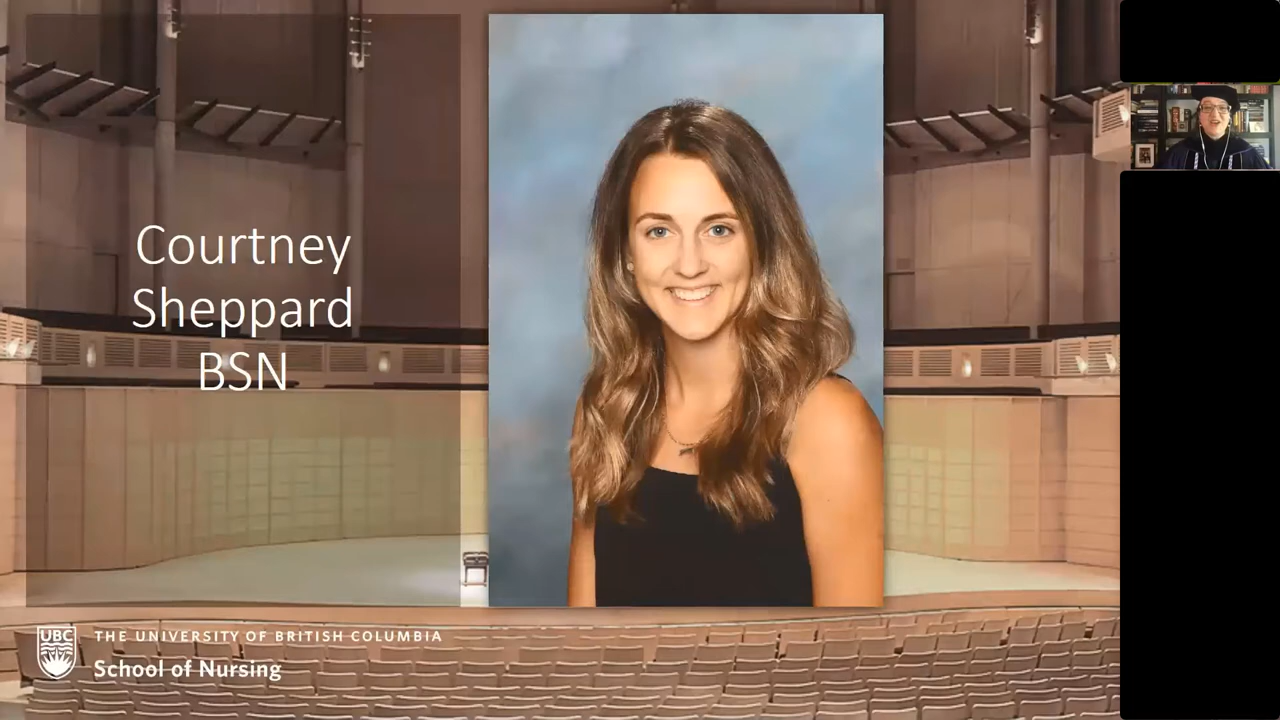 Courtney
Sheppard
BSN
UBC
THE UNIVERSITY OF BRITISH COLUMBIA
School of Nursing